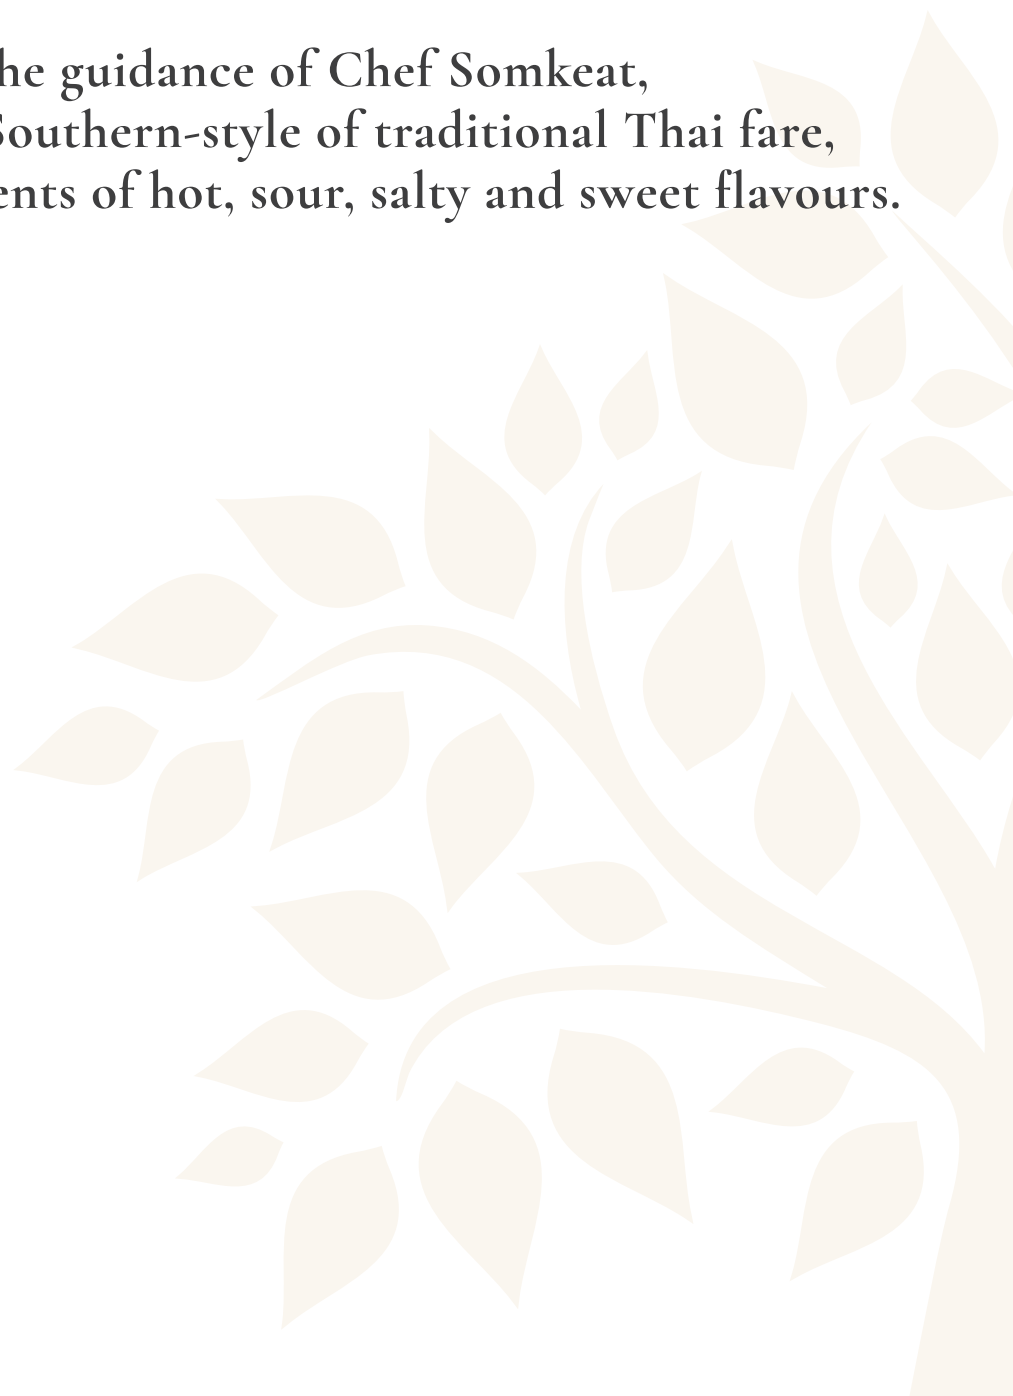 he guidance of Chef Somkeat,
Southern-style of traditional Thai fare,
ents of hot, sour, salty and sweet flavours.